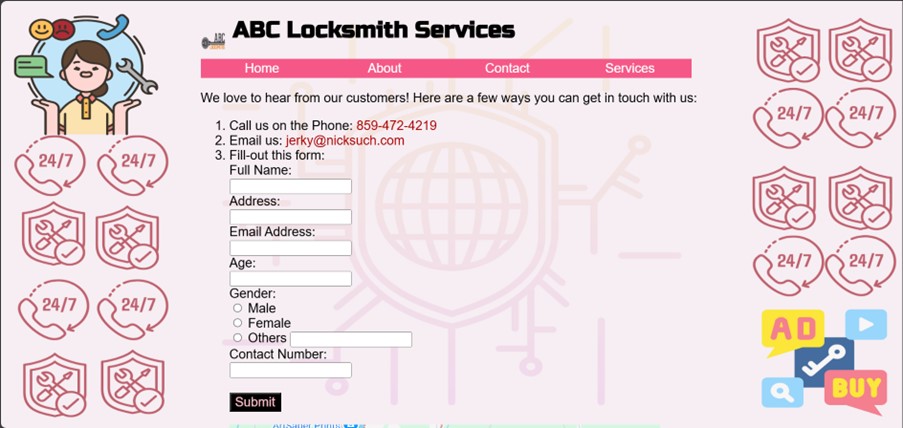 ABC Locksmith Services
ABC
Home About Contact Services
We love to hear from our customers! Here are a few ways you can get in touch with us:
1. Call us on the Phone: 859-472-4219
2. Email us: jerky@nicksuch.com
3. Fill-out this form:
Full Name:
Address:
Email Address:
Age:
Gender:
Male
Female
Others
Contact Number:
Submit
24/7 24/7
24/7 24/7
24/7 24/7
24/7 24/7
AD
BUY